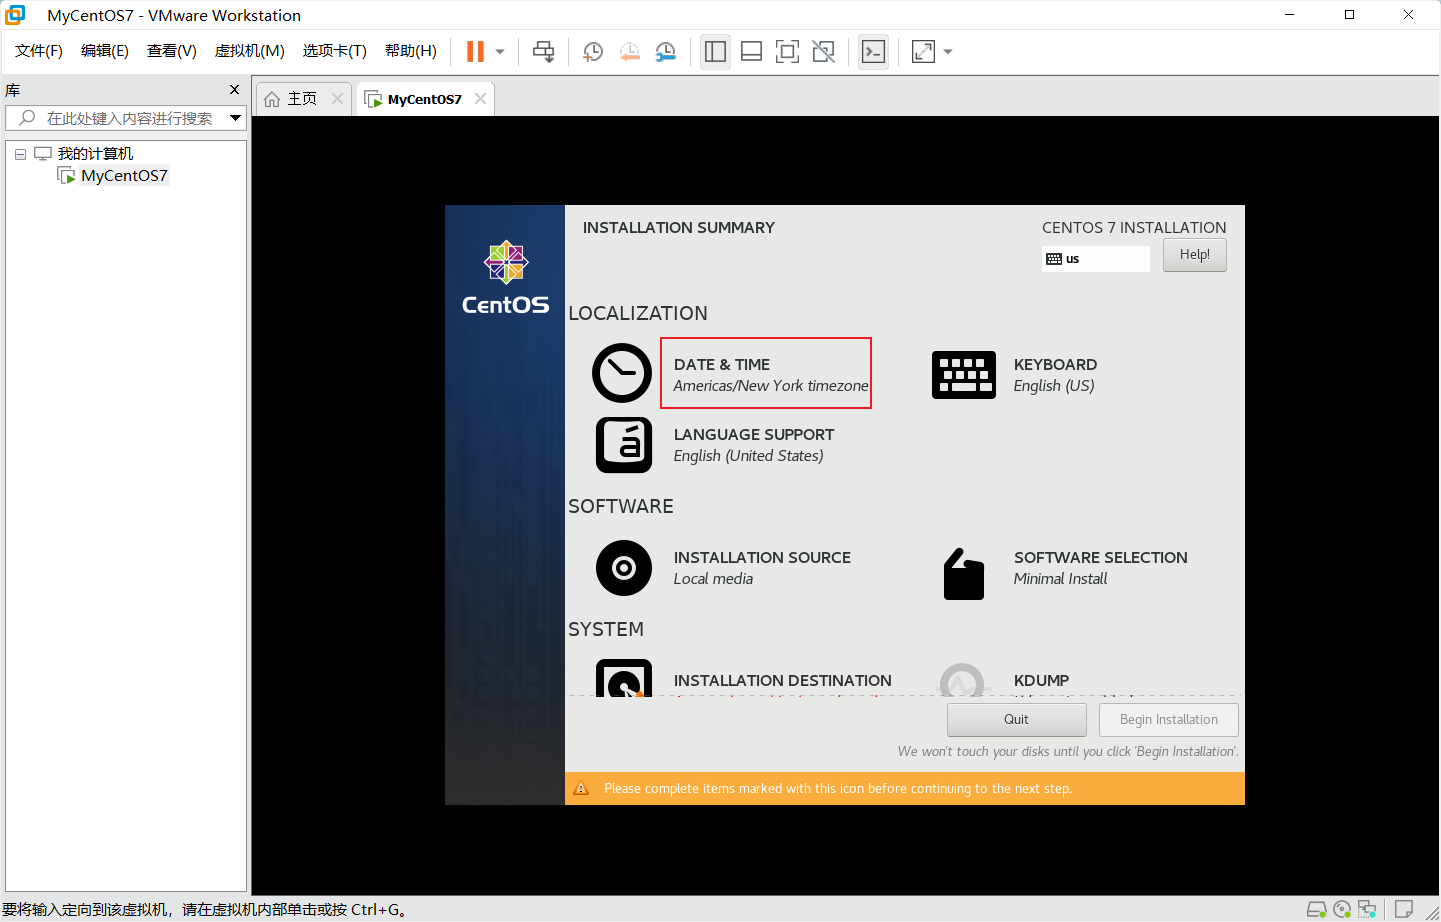 MyCentOS7 - VMware Workstation
文件(F) 编辑(E) 查看(V) 虚拟机(M) 选项卡(T) 帮助(H)
库
在此处键入内容进行搜索
我的计算机
MyCentOS7
主页
MyCentOS7
CentOS
INSTALLATION SUMMARY
CENTOS 7 INSTALLATION
us
Help!
LOCALIZATION
DATE & TIME
Americas/New York timezone
KEYBOARD
English (US)
LANGUAGE SUPPORT
English (United States)
SOFTWARE
INSTALLATION SOURCE
Local media
SOFTWARE SELECTION
Minimal Install
SYSTEM
INSTALLATION DESTINATION
KDUMP
Quit
Begin Installation
We won't touch your disks until you click 'Begin Installation'.
Please complete items marked with this icon before continuing to the next step.
要将输入定向到该虚拟机，请在虚拟机内部单击或按 Ctrl+G。